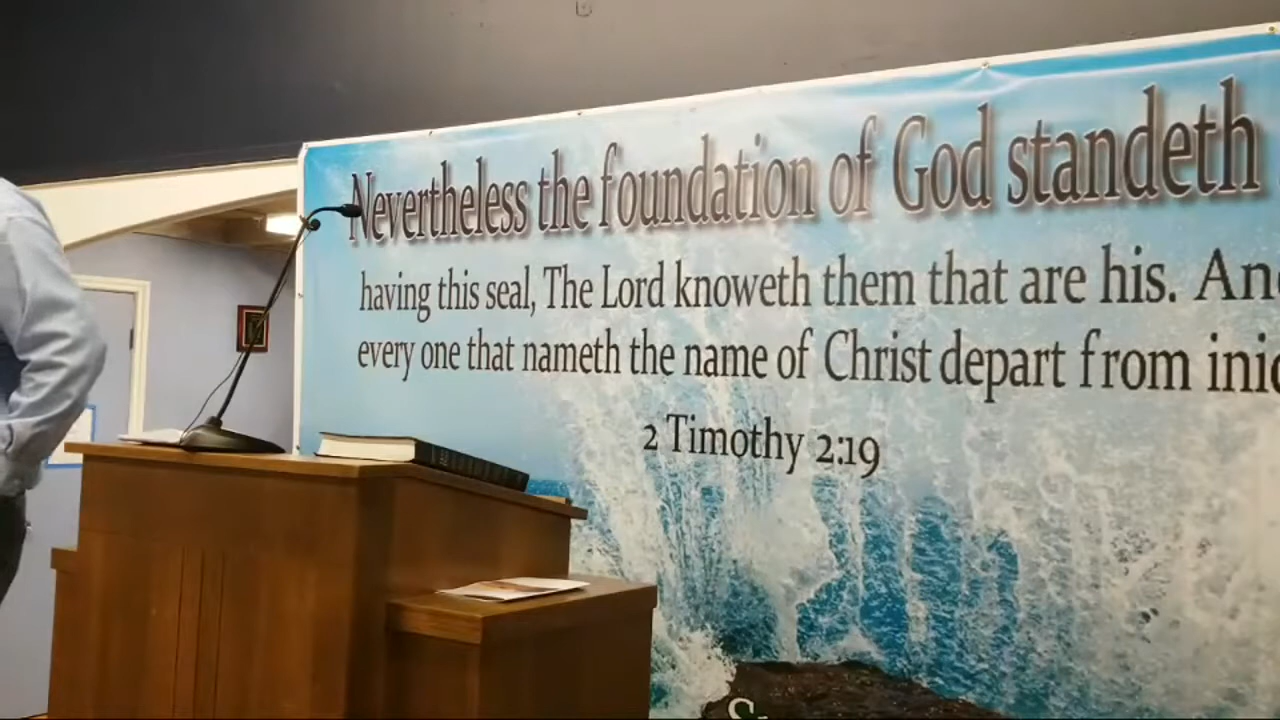 Nevertheless the foundation of God standeth
having this seal, The Lord knoweth them that are his. An
every one that nameth the name of Christ depart from ini
2 Timothy 2:19